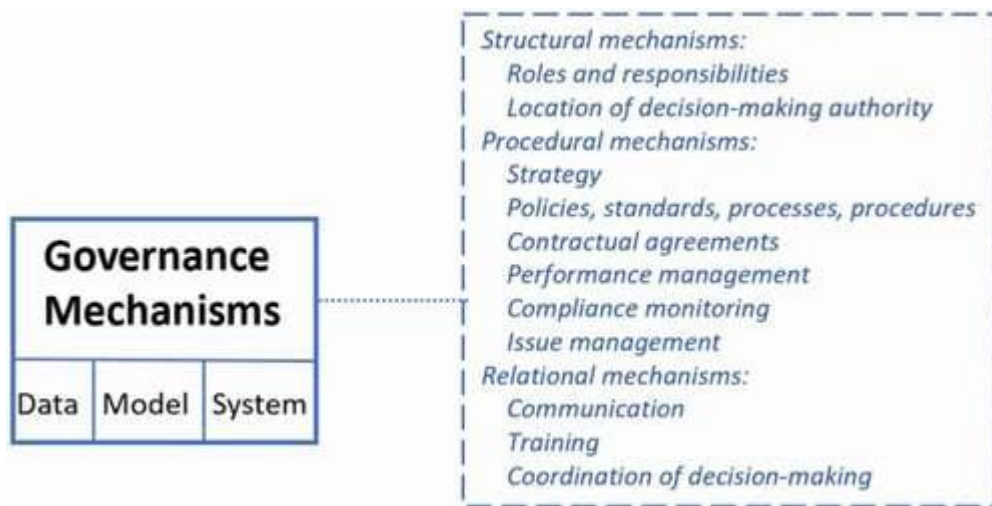 Governance
Mechanisms
Data
Model
System
Structural mechanisms:
Roles and responsibilities
Location of decision-making authority
Procedural mechanisms:
Strategy
Policies, standards, processes, procedures
Contractual agreements
Performance management
Compliance monitoring
Issue management
Relational mechanisms:
Communication
Training
Coordination of decision-making